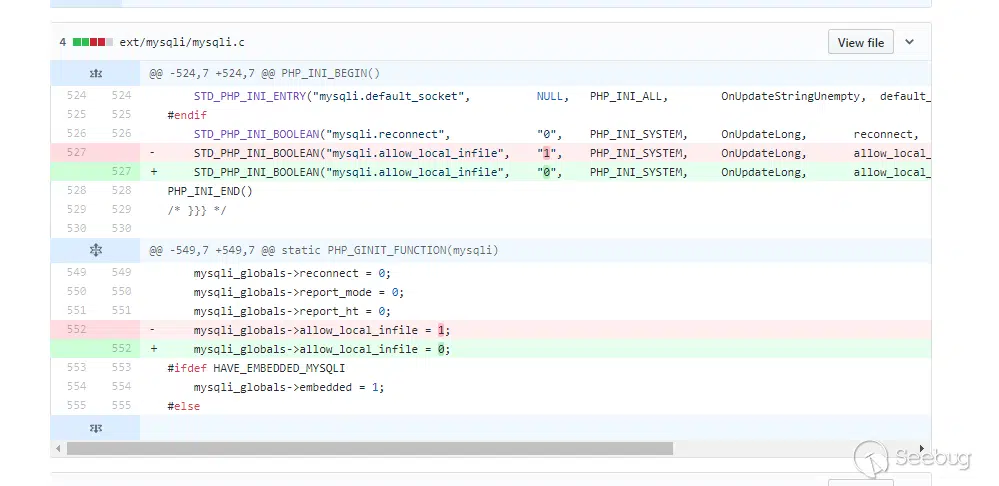 4 ext/mysqli/mysqli.c View file
@@ -524,7 +524,7 @@ PHP_INI_BEGIN()
524 524 STD_PHP_INI_ENTRY("mysqli.default_socket", NULL, PHP_INI_ALL, OnUpdateStringUnempty, default_
525 525 #endif
526 526 STD_PHP_INI_BOOLEAN("mysqli.reconnect", "0", PHP_INI_SYSTEM, OnUpdateLong, reconnect,
527 - STD_PHP_INI_BOOLEAN("mysqli.allow_local_infile", "1", PHP_INI_SYSTEM, OnUpdateLong, allow_local_
527 + STD_PHP_INI_BOOLEAN("mysqli.allow_local_infile", "0", PHP_INI_SYSTEM, OnUpdateLong, allow_local_
528 528 PHP_INI_END()
529 529 /* }}} */
530 530
@@ -549,7 +549,7 @@ static PHP_GINIT_FUNCTION(mysqli)
549 549 mysqli_globals->reconnect = 0;
550 550 mysqli_globals->report_mode = 0;
551 551 mysqli_globals->report_ht = 0;
552 - mysqli_globals->allow_local_infile = 1;
552 + mysqli_globals->allow_local_infile = 0;
553 553 #ifdef HAVE_EMBEDDED_MYSQLI
554 554 mysqli_globals->embedded = 1;
555 555 #else
Seebug